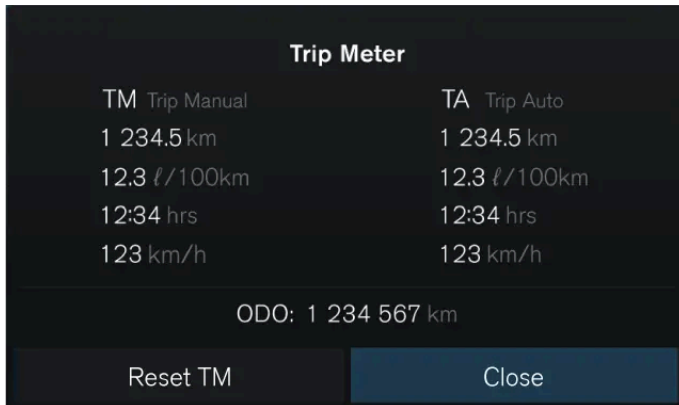 Trip Meter
TM Trip Manual
1 234.5 km
12.3 ℓ/100km
12:34 hrs
123 km/h
TA Trip Auto
1 234.5 km
12.3 ℓ/100km
12:34 hrs
123 km/h
ODO: 1 234 567 km
Reset TM
Close